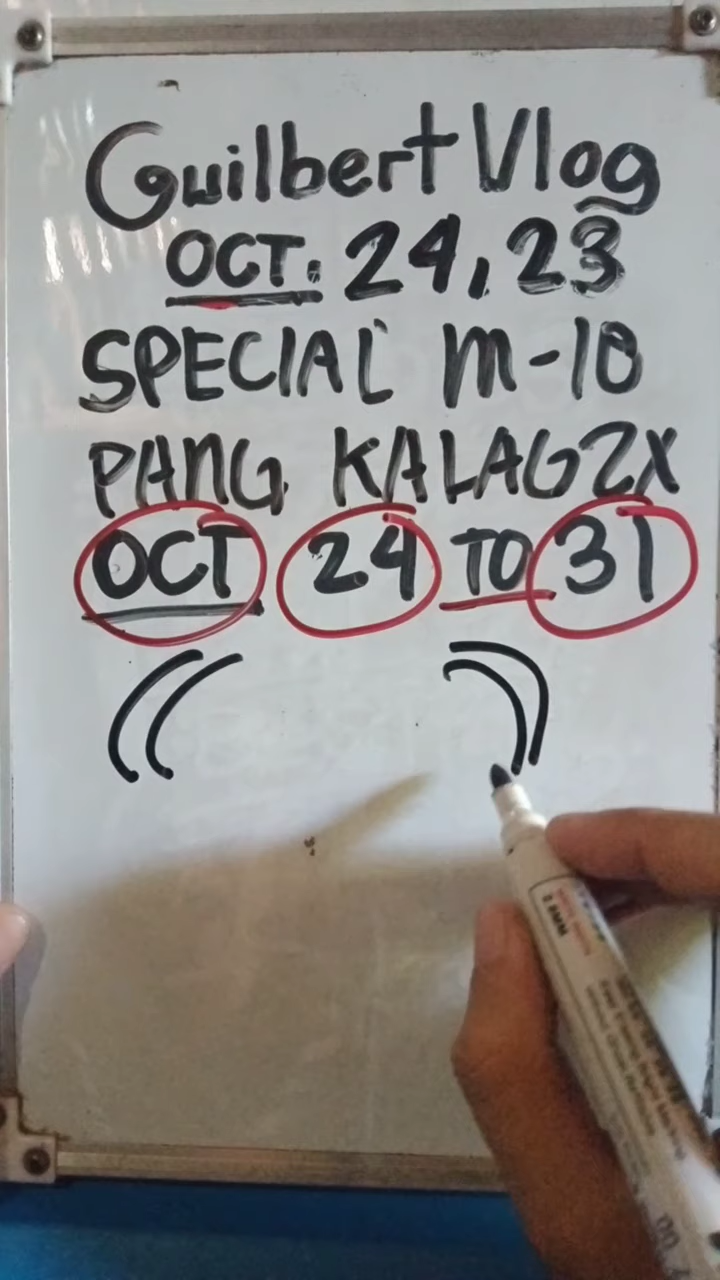 Guilbert Vlog
OCT. 24, 23
SPECIAL M-10
PANG KALAG2X
OCT 24 TO 31